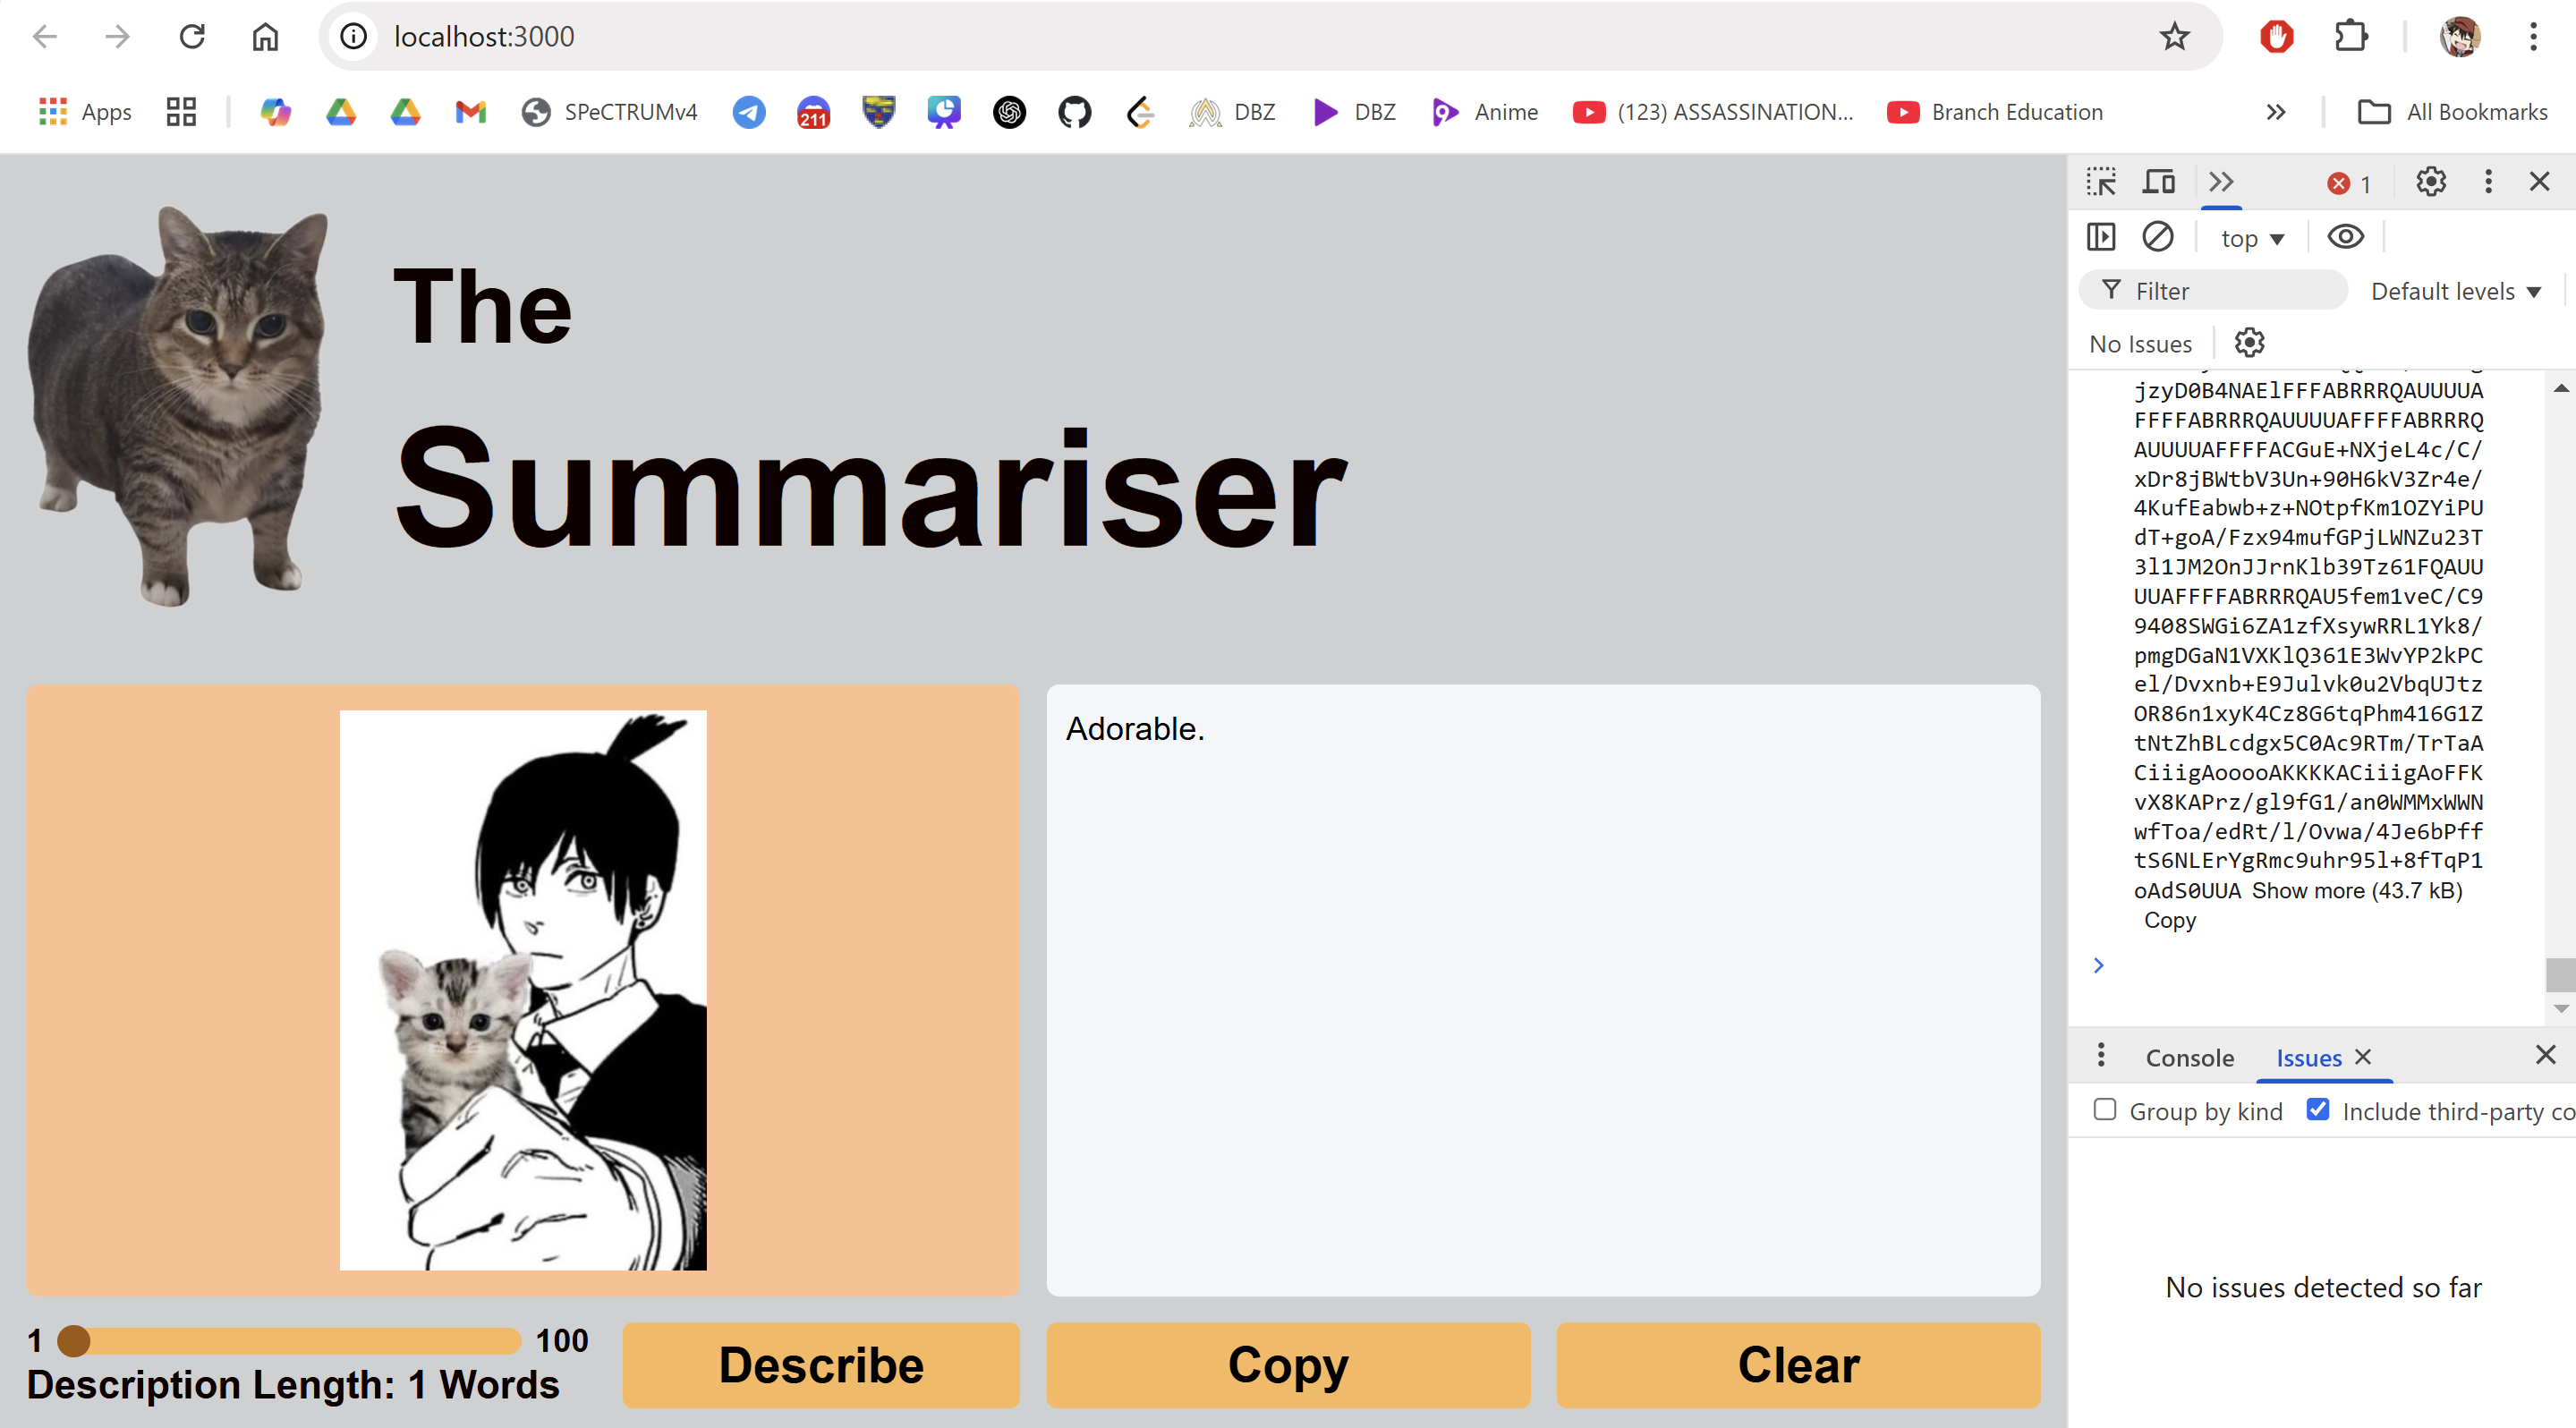 localhost:3000
Apps
SPeCTRUMv4
211
DBZ
DBZ
Anime
(123) ASSASSINATION...
Branch Education
All Bookmarks
The
Summariser
Adorable.
1
100
Description Length: 1 Words
Describe
Copy
Clear
1
top
Filter
Default levels
No Issues
jzyD0B4NAElFFFABRRRQAUUUUA
FFFFABRRRQAUUUUAFFFFABRRRQ
AUUUUAFFFFACGuE+NXjeL4c/C/
xDr8jBWtbV3Un+90H6kV3Zr4e/
4KufEabwb+z+NOtpfKm1OZYiPU
dT+goA/Fzx94mufGPjLWNZu23T
3l1JM2OnJJrnKlb39Tz61FQAUU
UUAFFFFABRRRQAU5fem1veC/C9
9408SWGi6ZA1zfXsywRRL1Yk8/
pmgDGaN1VXKlQ361E3WvYP2kPC
el/Dvxnb+E9Julvk0u2VbqUJtz
OR86n1xyK4Cz8G6tqPhm416G1Z
tNtZhBLcdgx5C0Ac9RTm/TrTaA
CiiigAooooAKKKKACiiigAoFFK
vX8KAPrz/gl9fG1/an0WMMxWWN
wfToa/edRt/l/Ovwa/4Je6bPff
tS6NLErYgRmc9uhr95l+8fTqP1
oAdS0UUA Show more (43.7 kB)
Copy
Console
Issues
Group by kind
Include third-party co
No issues detected so far